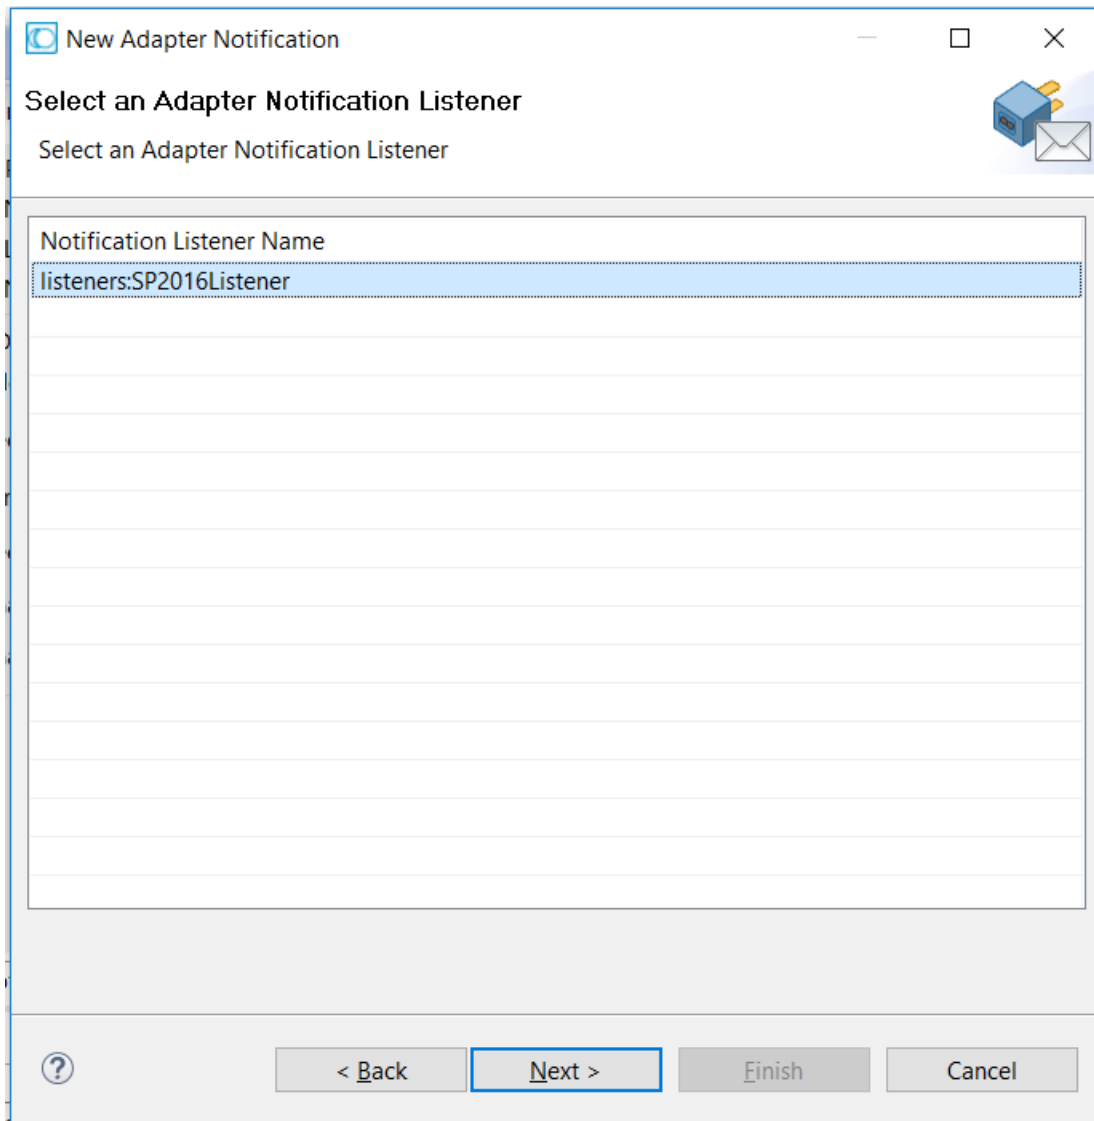 New Adapter Notification
Select an Adapter Notification Listener
Select an Adapter Notification Listener
Notification Listener Name
listeners:SP2016Listener
< Back
Next >
Finish
Cancel